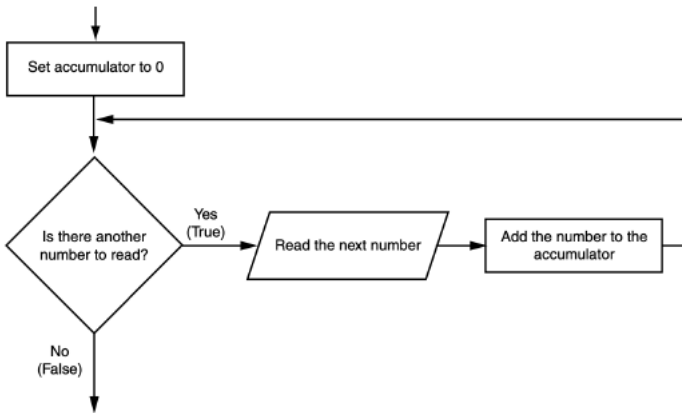 Set accumulator to 0
Is there another
number to read?
Yes
(True)
Read the next number
Add the number to the
accumulator
No
(False)